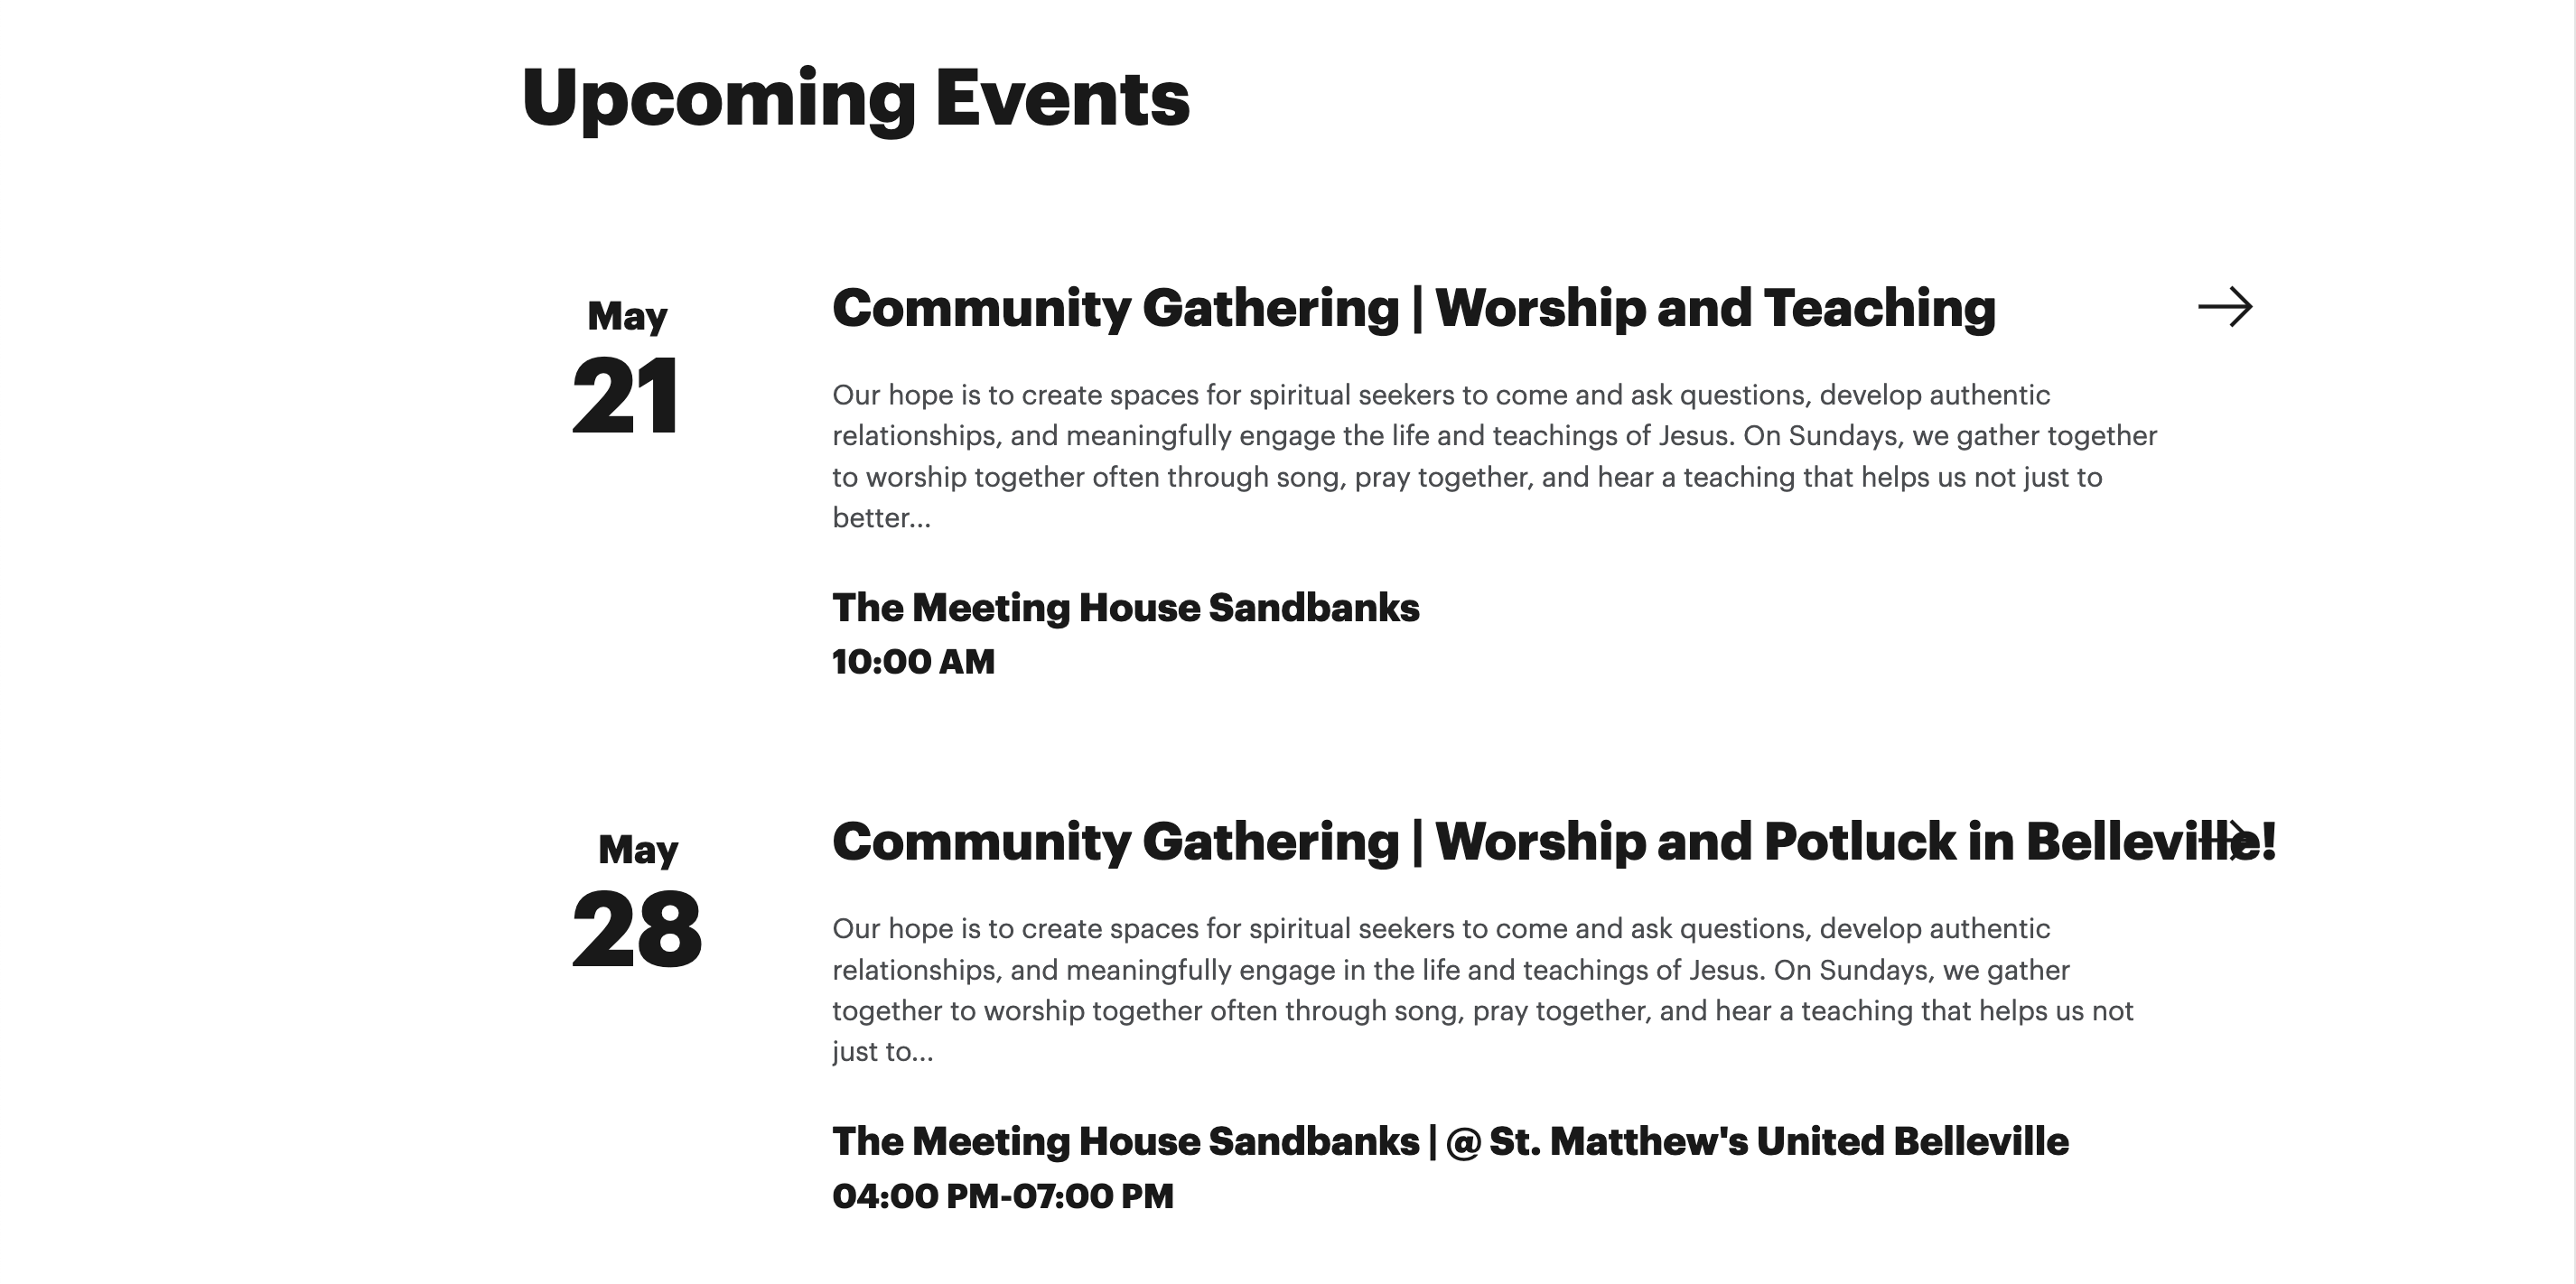 Upcoming Events
May
21
Community Gathering | Worship and Teaching
Our hope is to create spaces for spiritual seekers to come and ask questions, develop authentic
relationships, and meaningfully engage the life and teachings of Jesus. On Sundays, we gather together
to worship together often through song, pray together, and hear a teaching that helps us not just to
better...
The Meeting House Sandbanks
10:00 AM
May
28
Community Gathering | Worship and Potluck in Belleville!
Our hope is to create spaces for spiritual seekers to come and ask questions, develop authentic
relationships, and meaningfully engage in the life and teachings of Jesus. On Sundays, we gather
together to worship together often through song, pray together, and hear a teaching that helps us not
just to...
The Meeting House Sandbanks | @ St. Matthew's United Belleville
04:00 PM-07:00 PM